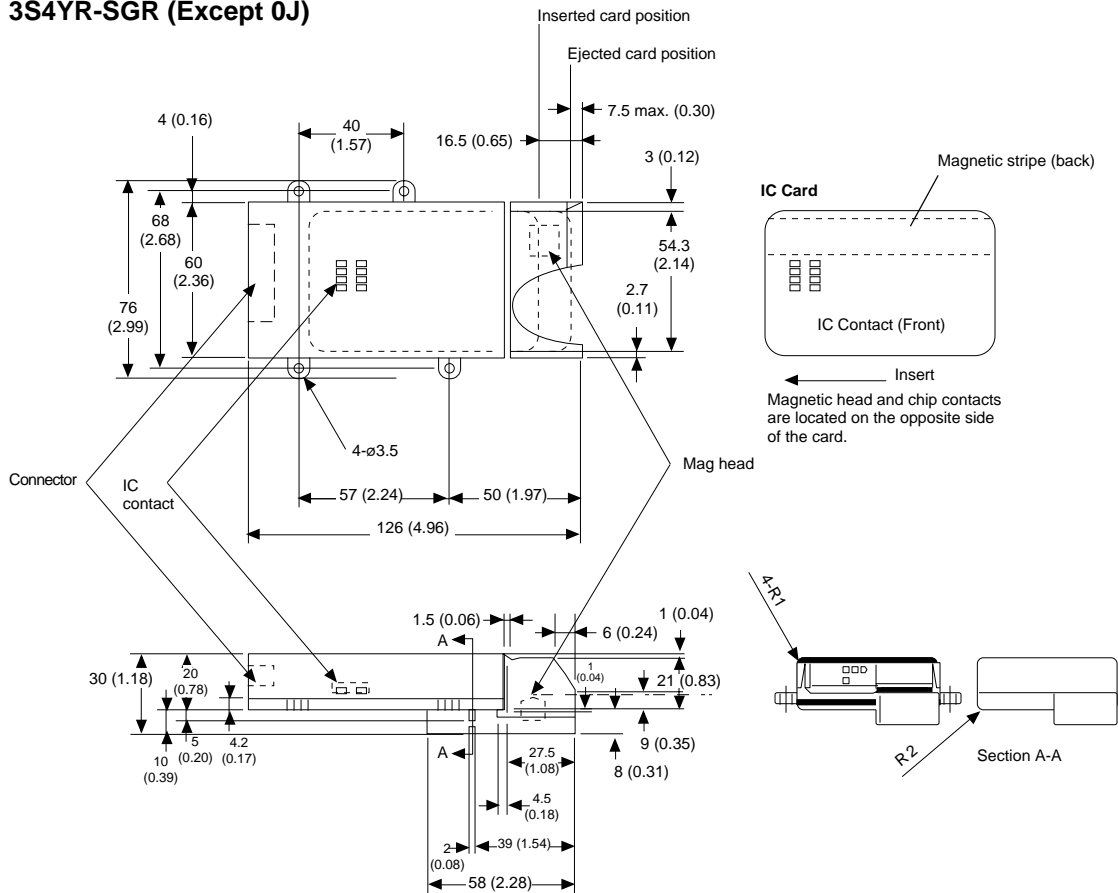 3S4YR-SGR (Except 0J)
Inserted card position
Ejected card position
7.5 max. (0.30)
4 (0.16)
40
(1.57)
16.5 (0.65)
3 (0.12)
Magnetic stripe (back)
IC Card
68
(2.68)
60
(2.36)
76
(2.99)
54.3
(2.14)
2.7
(0.11)
IC Contact (Front)
Insert
Magnetic head and chip contacts
are located on the opposite side
of the card.
4-ø3.5
Mag head
Connector
IC
contact
57 (2.24)
50 (1.97)
126 (4.96)
4-R1
1.5 (0.06)
1 (0.04)
A
6 (0.24)
30 (1.18)
20
(0.78)
1
(0.04)
21 (0.83)
5
(0.20)
4.2
(0.17)
10
(0.39)
A
27.5
(1.08)
9 (0.35)
8 (0.31)
R2
Section A-A
4.5
(0.18)
2
(0.08)
39 (1.54)
58 (2.28)